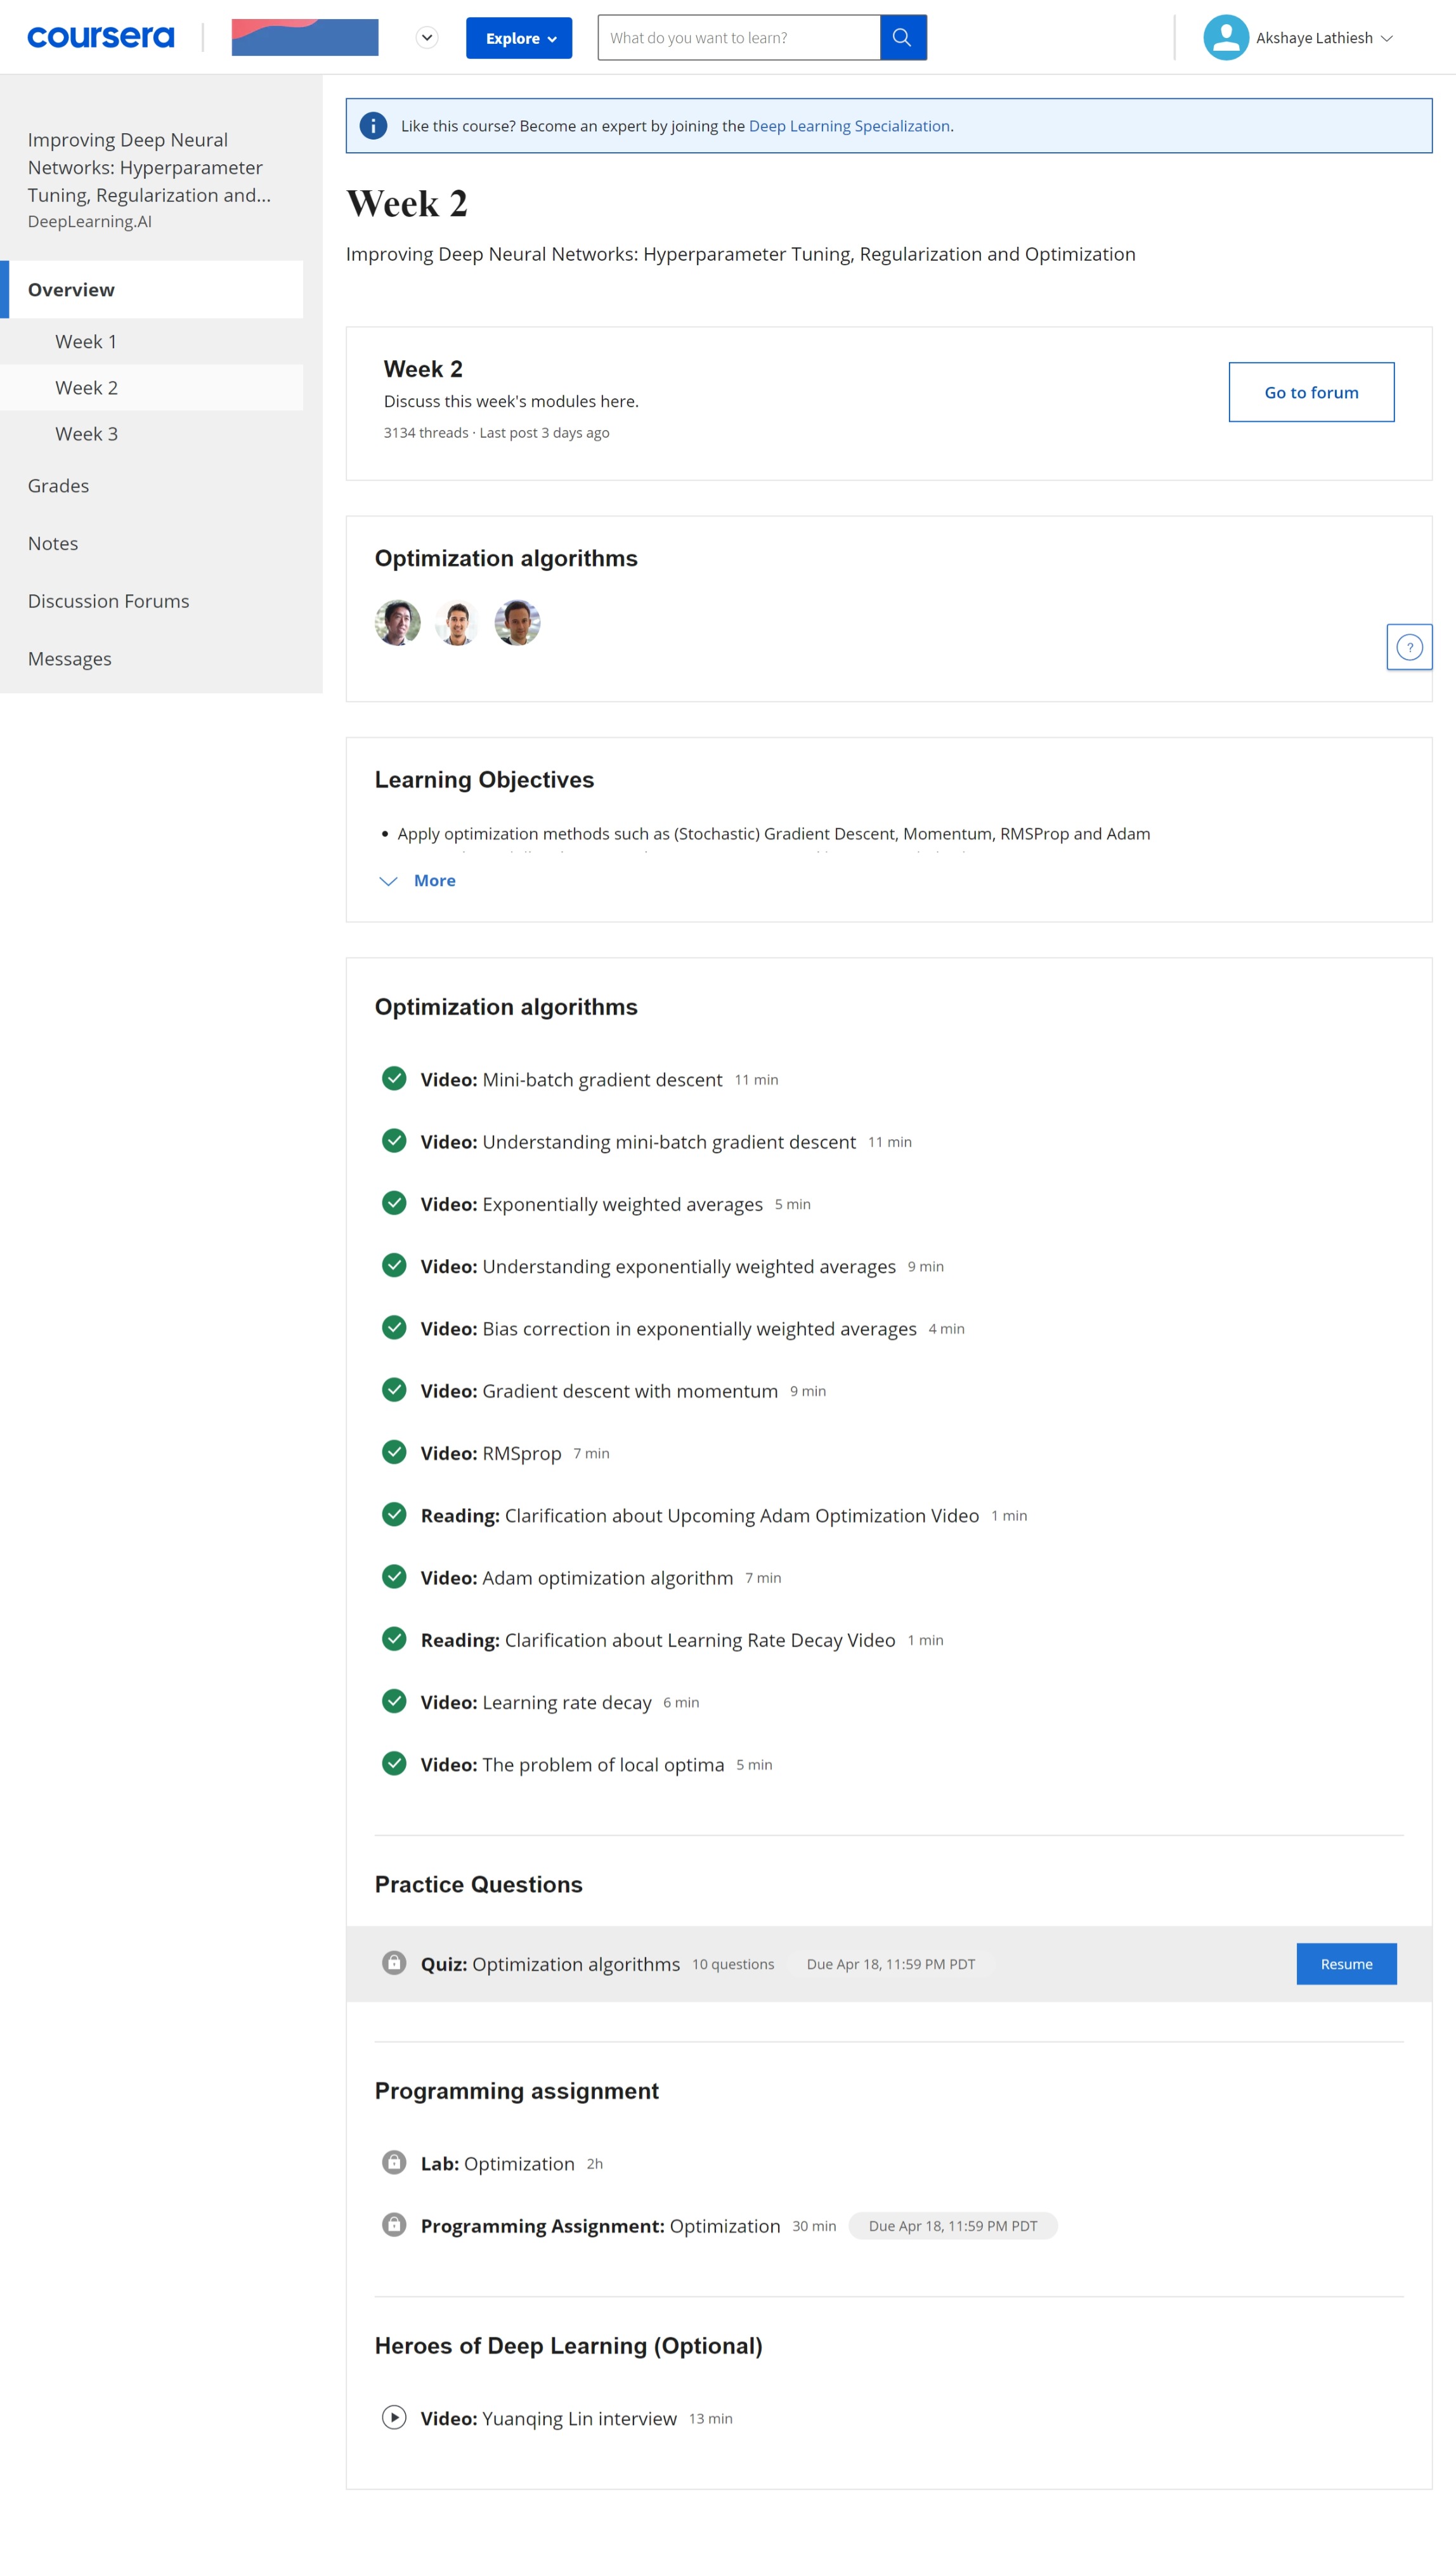 coursera
Explore
What do you want to learn?
Akshaye Lathiesh
Improving Deep Neural
Networks: Hyperparameter
Tuning, Regularization and...
DeepLearning.AI
Overview
Week 1
Week 2
Week 3
Grades
Notes
Discussion Forums
Messages
Like this course? Become an expert by joining the Deep Learning Specialization.
Week 2
Improving Deep Neural Networks: Hyperparameter Tuning, Regularization and Optimization
Week 2
Discuss this week's modules here.
3134 threads · Last post 3 days ago
Go to forum
Optimization algorithms
?
Learning Objectives
• Apply optimization methods such as (Stochastic) Gradient Descent, Momentum, RMSProp and Adam
More
Optimization algorithms
Video: Mini-batch gradient descent 11 min
Video: Understanding mini-batch gradient descent 11 min
Video: Exponentially weighted averages 5 min
Video: Understanding exponentially weighted averages 9 min
Video: Bias correction in exponentially weighted averages 4 min
Video: Gradient descent with momentum 9 min
Video: RMSprop 7 min
Reading: Clarification about Upcoming Adam Optimization Video 1 min
Video: Adam optimization algorithm 7 min
Reading: Clarification about Learning Rate Decay Video 1 min
Video: Learning rate decay 6 min
Video: The problem of local optima 5 min
Practice Questions
Quiz: Optimization algorithms 10 questions Due Apr 18, 11:59 PM PDT
Resume
Programming assignment
Lab: Optimization 2h
Programming Assignment: Optimization 30 min Due Apr 18, 11:59 PM PDT
Heroes of Deep Learning (Optional)
Video: Yuanqing Lin interview 13 min